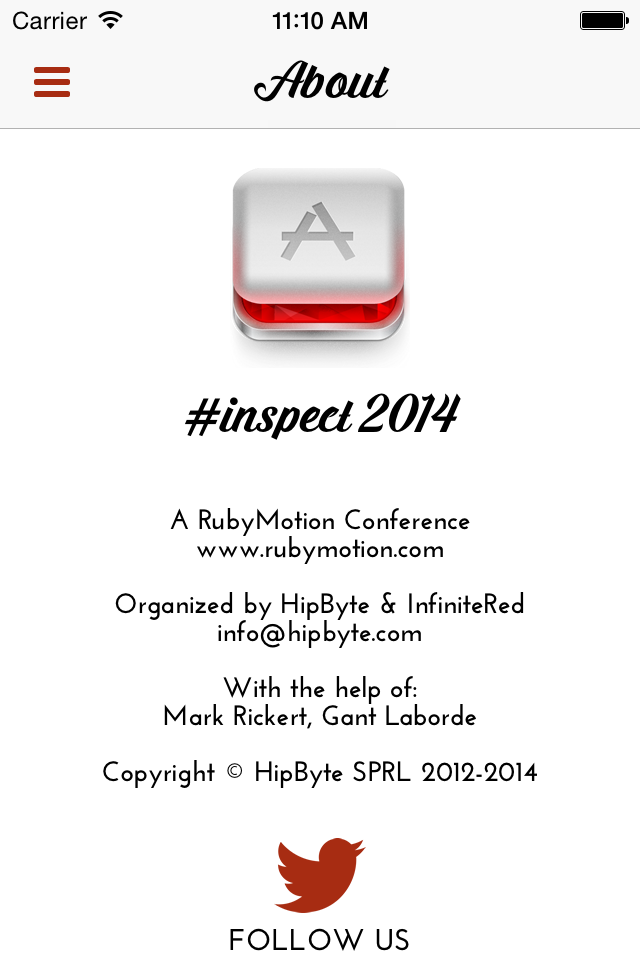 Carrier 11:10 AM
About
#inspect 2014
A RubyMotion Conference
www.rubymotion.com
Organized by HipByte & InfiniteRed
info@hipbyte.com
With the help of:
Mark Rickert, Gant Laborde
Copyright © HipByte SPRL 2012-2014
FOLLOW US